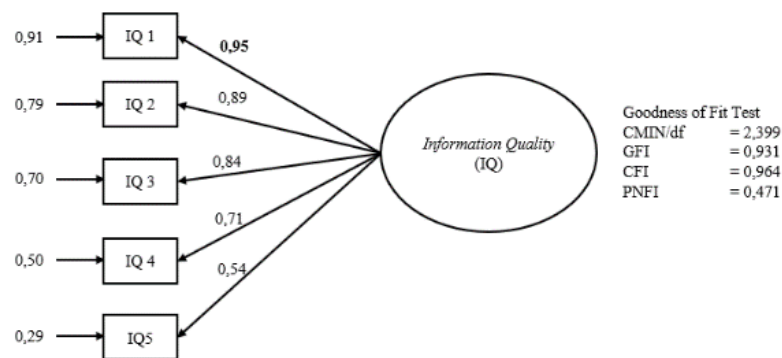 0,91
IQ 1
0,95
0,79
IQ 2
0,89
0,70
IQ 3
0,84
0,50
IQ 4
0,71
0,29
IQ5
0,54
Information Quality
(IQ)
Goodness of Fit Test
CMIN/df = 2,399
GFI = 0,931
CFI = 0,964
PNFI = 0,471